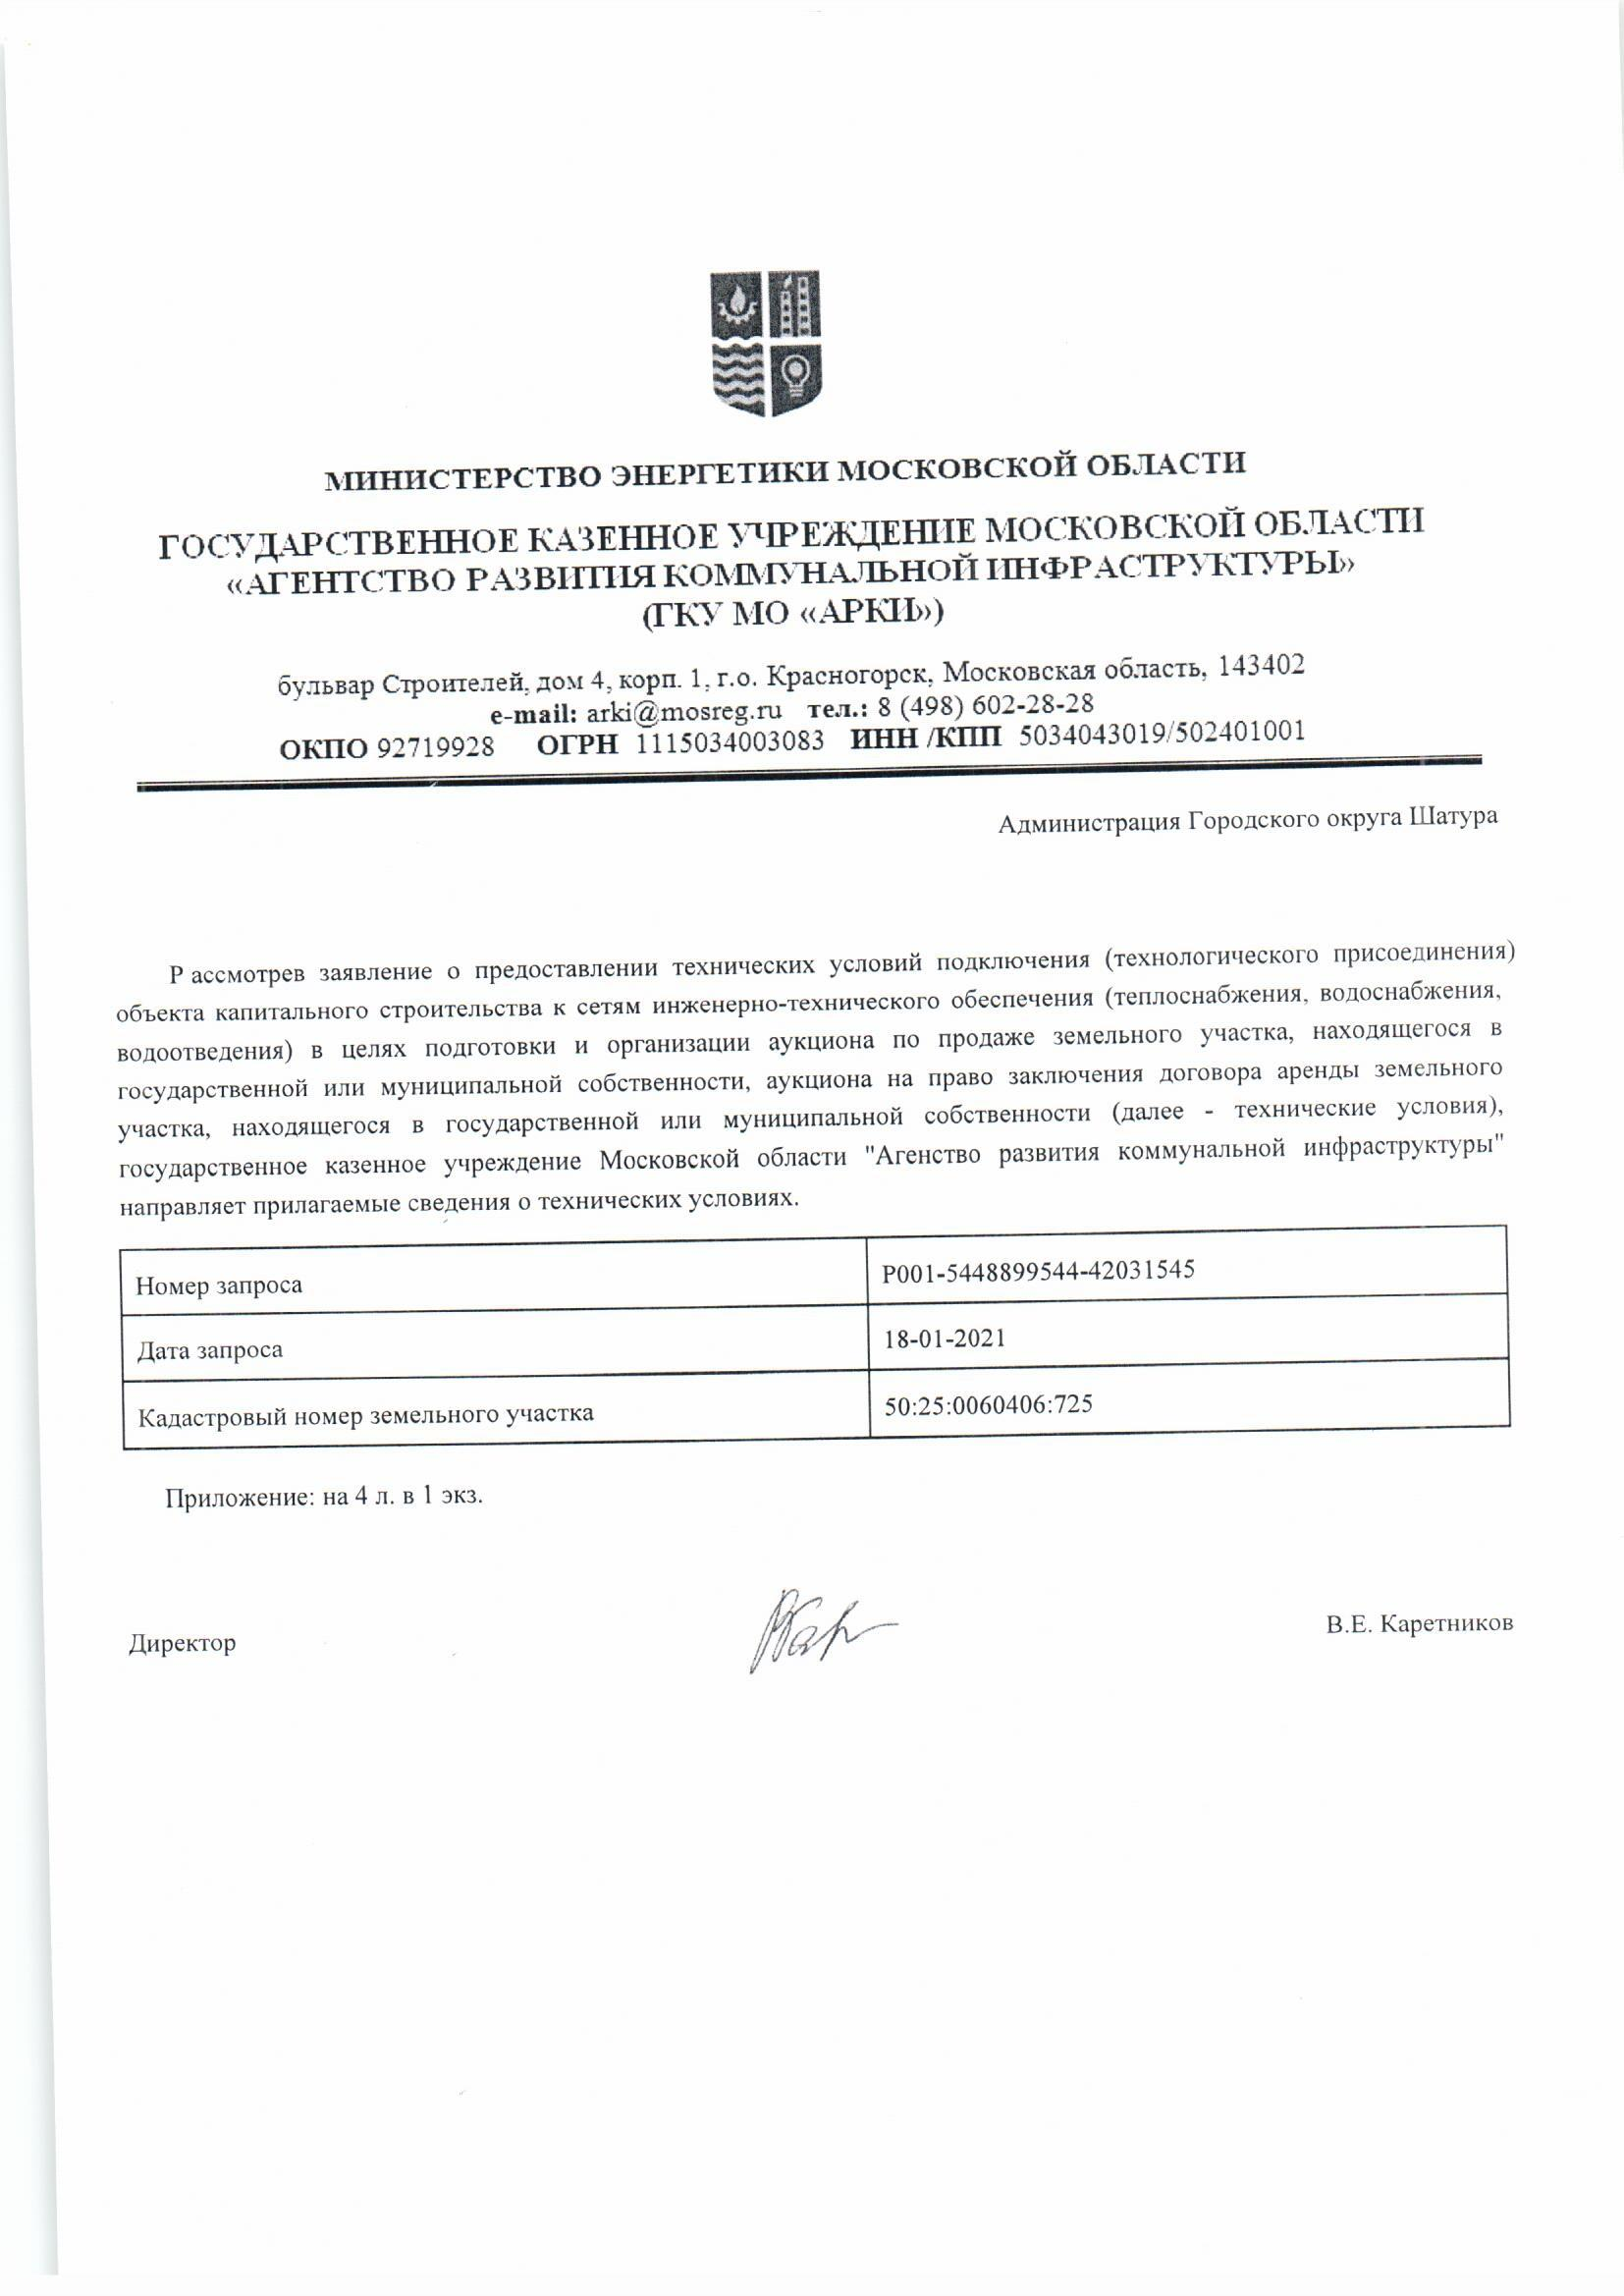 МИНИСТЕРСТВО ЭНЕРГЕТИКИ МОСКОВСКОЙ ОБЛАСТИ
ГОСУДАРСТВЕННОЕ КАЗЕННОЕ УЧРЕЖДЕНИЕ МОСКОВСКОЙ ОБЛАСТИ
«АГЕНТСТВО РАЗВИТИЯ КОММУНАЛЬНОЙ ИНФРАСТРУКТУРЫ»
(ГКУ МО «АРКИ»)
бульвар Строителей, дом 4, корп. 1, г.о. Красногорск, Московская область, 143402
e-mail: arki@mosreg.ru тел.: 8 (498) 602-28-28
ОКПО 92719928 ОГРН 1115034003083 ИНН /КПП 5034043019/502401001
Администрация Городского округа Шатура
Р ассмотрев заявление о предоставлении технических условий подключения (технологического присоединения)
объекта капитального строительства к сетям инженерно-технического обеспечения (теплоснабжения, водоснабжения,
водоотведения) в целях подготовки и организации аукциона по продаже земельного участка, находящегося в
государственной или муниципальной собственности, аукциона на право заключения договора аренды земельного
участка, находящегося в государственной или муниципальной собственности (далее - технические условия),
государственное казенное учреждение Московской области "Агенство развития коммунальной инфраструктуры"
направляет прилагаемые сведения о технических условиях.
Номер запроса P001-5448899544-42031545
Дата запроса 18-01-2021
Кадастровый номер земельного участка 50:25:0060406:725
Приложение: на 4 л. в 1 экз.
Директор В.Е. Каретников